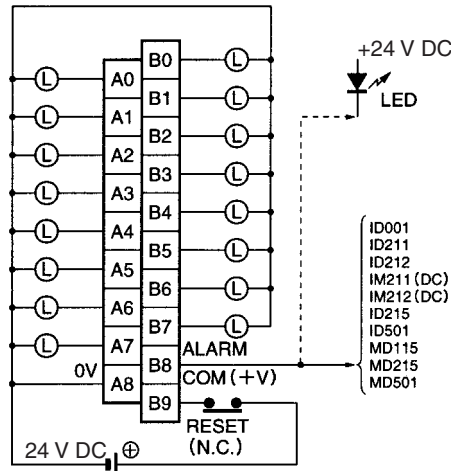 +24 V DC
LED
L B0 L
A0
L B1 L
A1
L B2 L
A2
L B3 L
A3
L B4 L
A4
L B5 L
A5
L B6 L
A6
L B7 L
A7
ALARM
0V B8
A8 COM (+V)
B9
RESET
(N.C.)
24 V DC ⊕
ID001
ID211
ID212
IM211 (DC)
IM212 (DC)
ID215
ID501
MD115
MD215
MD501